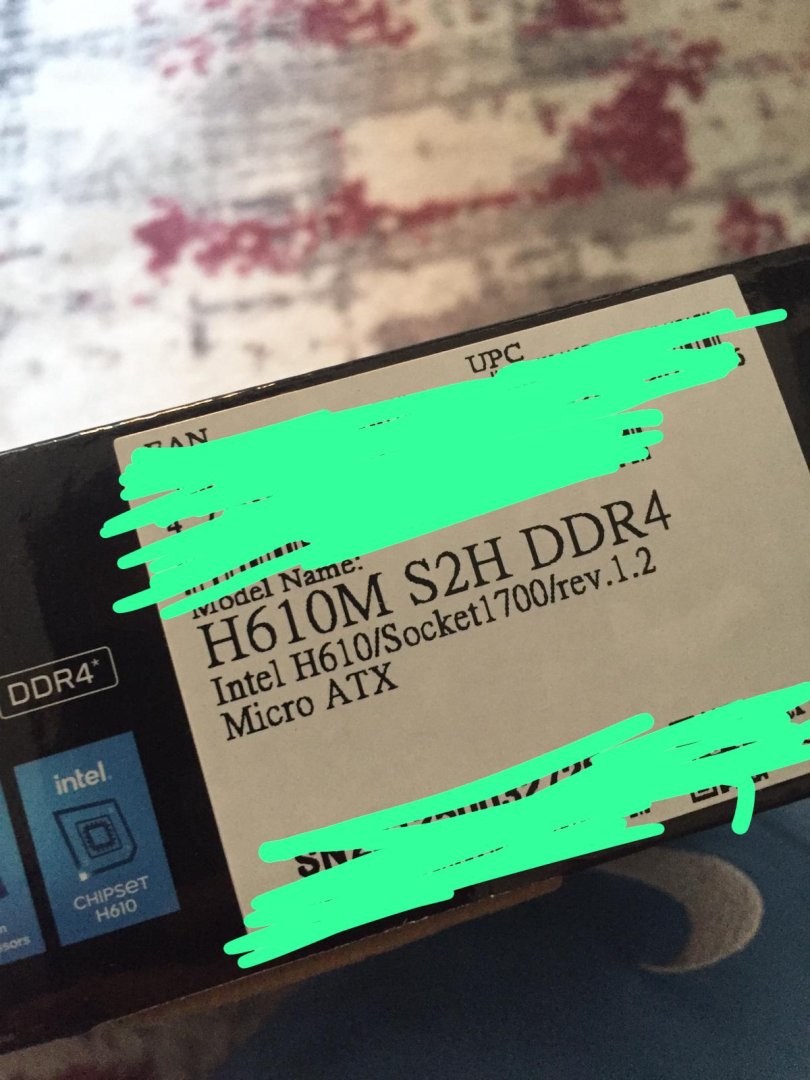 UPC
EAN
Model Name:
H610M S2H DDR4
Intel H610/Socket1700/rev.1.2
Micro ATX
DDR4*
intel.
CHIPSET
H610